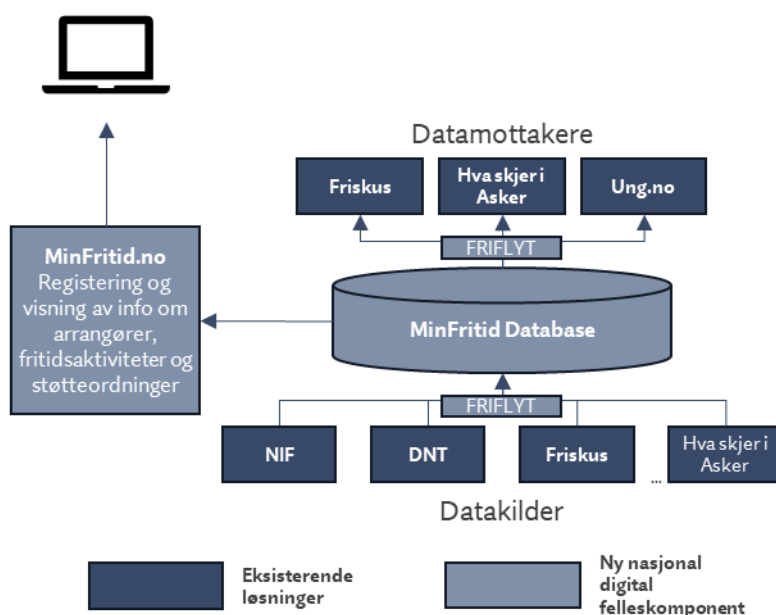 Datamottakere
Friskus
Hva skjer i
Asker
Ung.no
FRIFLYT
MinFritid.no
Registering og
visning av info om
arrangører,
fritidsaktiviteter og
støtteordninger
MinFritid Database
FRIFLYT
NIF
DNT
Friskus
...
Hva skjer i
Asker
Datakilder
Eksisterende
løsninger
Ny nasjonal
digital
felleskomponent